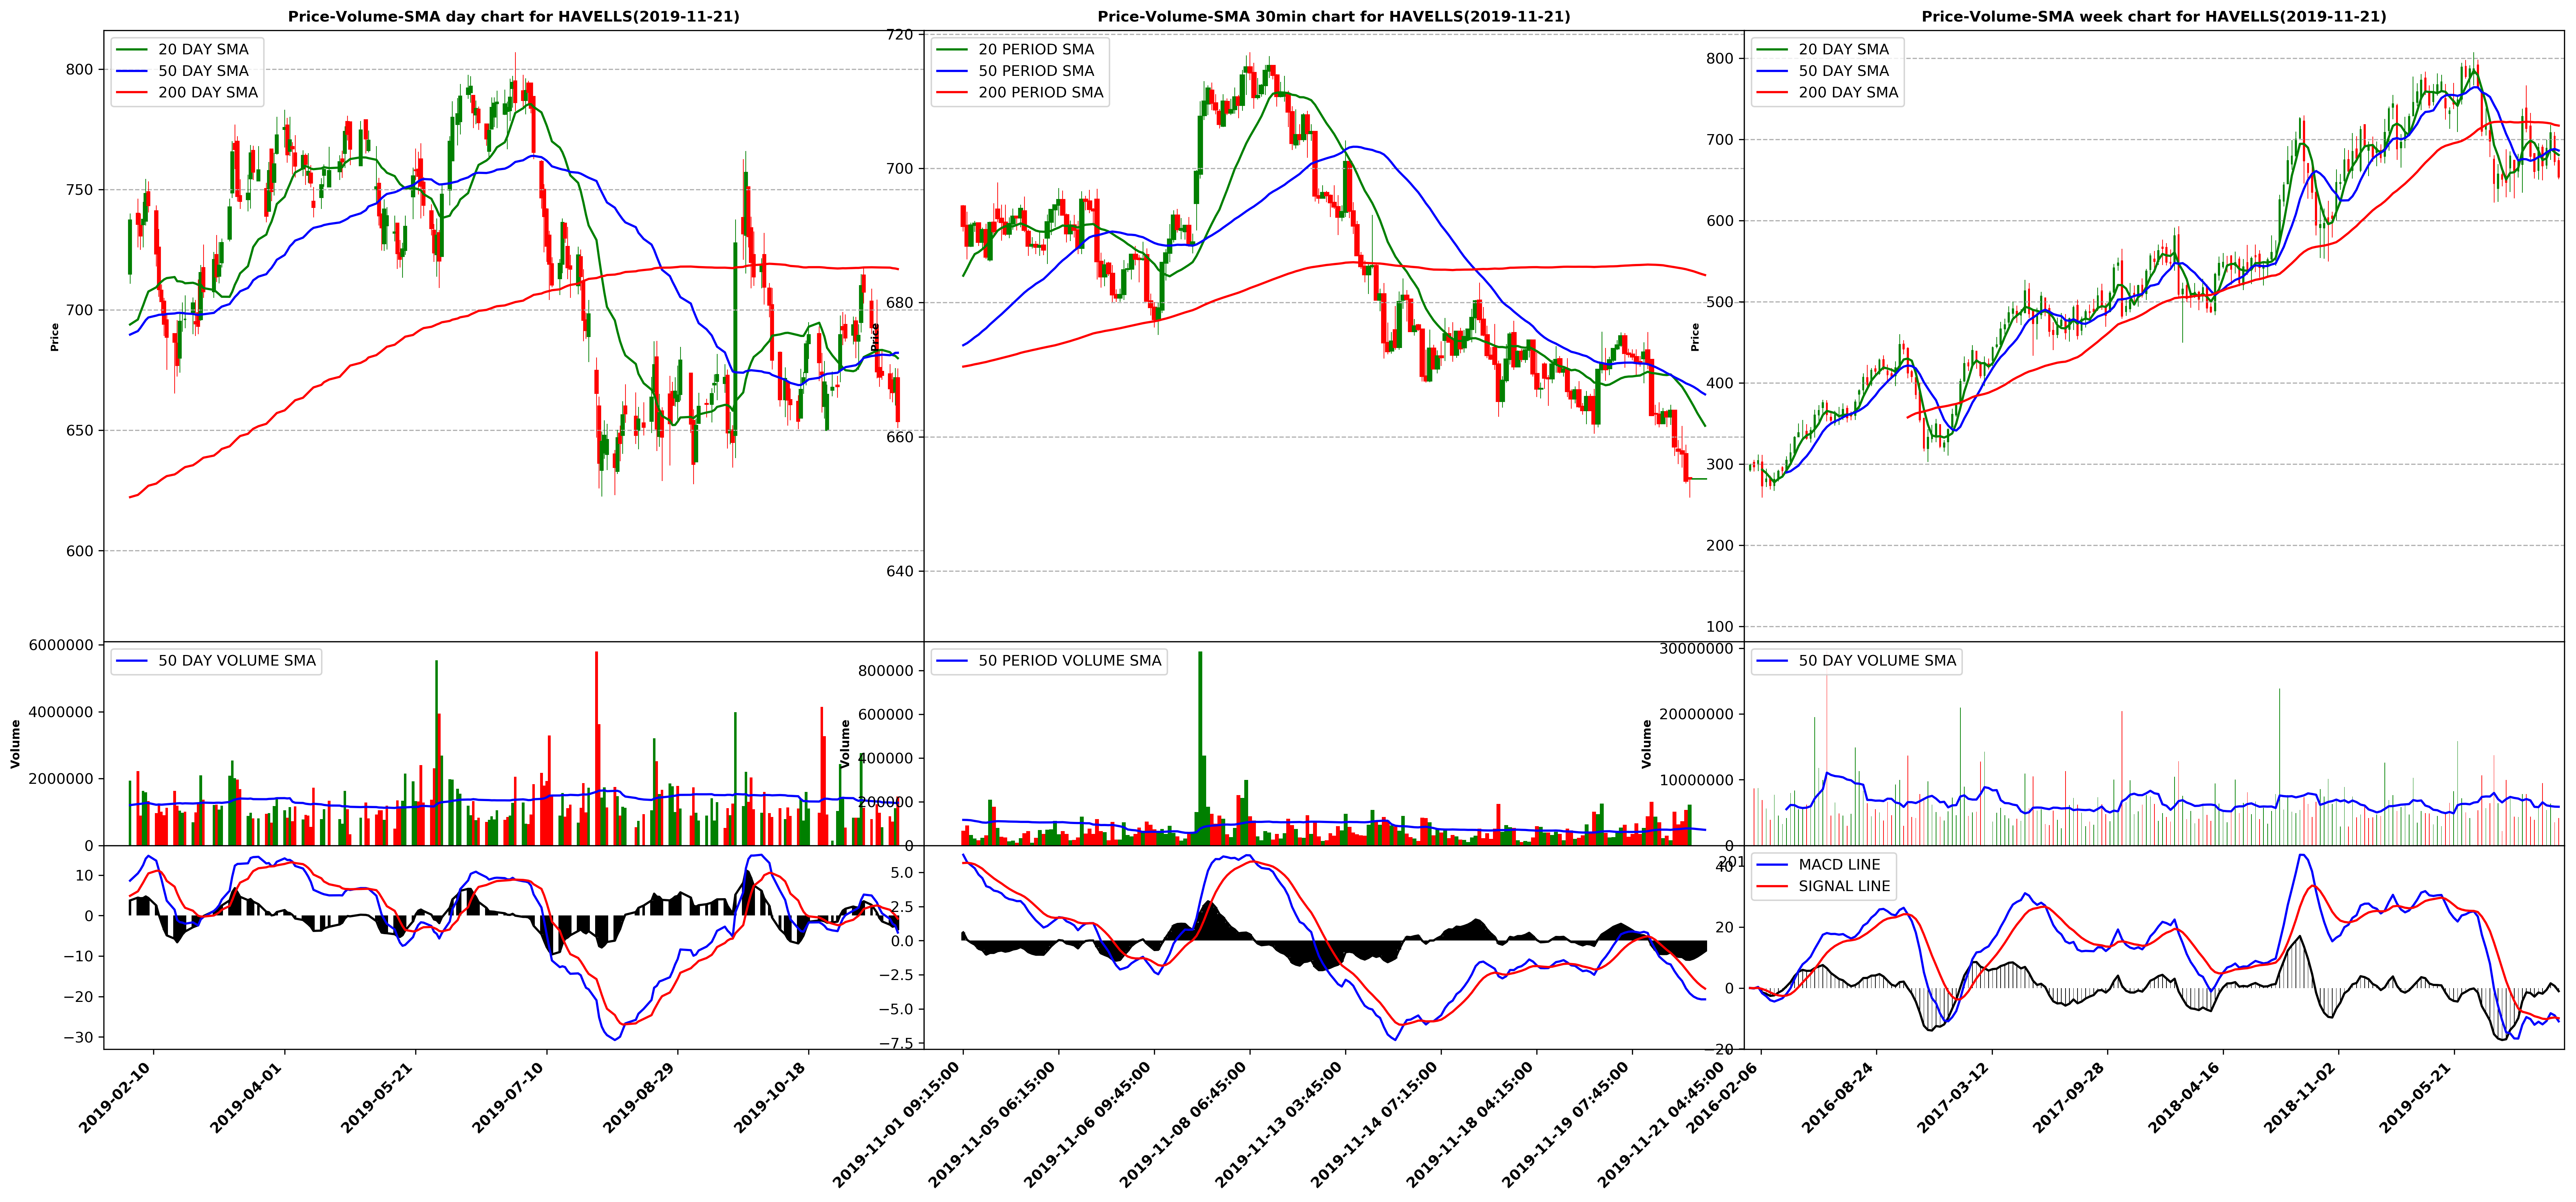 Price-Volume-SMA day chart for HAVELLS(2019-11-21)
20 DAY SMA
50 DAY SMA
200 DAY SMA
800
750
700
650
600
Price
6000000
4000000
2000000
0
Volume
50 DAY VOLUME SMA
10
0
−10
−20
−30
2019-02-10
2019-04-01
2019-05-21
2019-07-10
2019-08-29
2019-10-18
Price-Volume-SMA 30min chart for HAVELLS(2019-11-21)
20 PERIOD SMA
50 PERIOD SMA
200 PERIOD SMA
720
700
680
660
640
Price
800000
600000
400000
200000
0
Volume
50 PERIOD VOLUME SMA
5.0
2.5
0.0
−2.5
−5.0
−7.5
2019-11-01 09:15:00
2019-11-05 06:15:00
2019-11-06 09:45:00
2019-11-08 06:45:00
2019-11-13 03:45:00
2019-11-14 07:15:00
2019-11-18 04:15:00
2019-11-19 07:45:00
2019-11-21 04:45:00
Price-Volume-SMA week chart for HAVELLS(2019-11-21)
20 DAY SMA
50 DAY SMA
200 DAY SMA
800
700
600
500
400
300
200
100
Price
30000000
20000000
10000000
0
Volume
50 DAY VOLUME SMA
MACD LINE
SIGNAL LINE
40
20
0
−20
2016-02-06
2016-08-24
2017-03-12
2017-09-28
2018-04-16
2018-11-02
2019-05-21